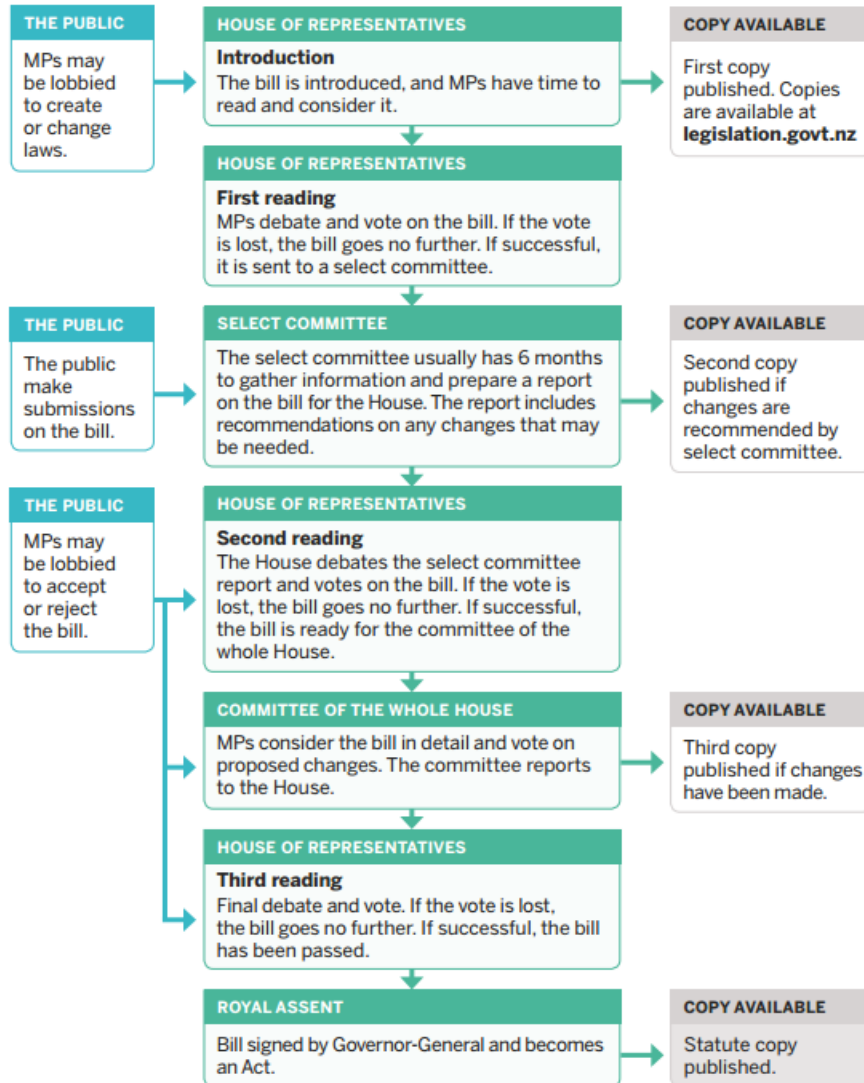 THE PUBLIC
MPs may
be lobbied
to create
or change
laws.
HOUSE OF REPRESENTATIVES
Introduction
The bill is introduced, and MPs have time to
read and consider it.
COPY AVAILABLE
First copy
published. Copies
are available at
legislation.govt.nz
HOUSE OF REPRESENTATIVES
First reading
MPs debate and vote on the bill. If the vote
is lost, the bill goes no further. If successful,
it is sent to a select committee.
THE PUBLIC
The public
make
submissions
on the bill.
SELECT COMMITTEE
The select committee usually has 6 months
to gather information and prepare a report
on the bill for the House. The report includes
recommendations on any changes that may
be needed.
COPY AVAILABLE
Second copy
published if
changes are
recommended by
select committee.
THE PUBLIC
MPs may
be lobbied
to accept
or reject
the bill.
HOUSE OF REPRESENTATIVES
Second reading
The House debates the select committee
report and votes on the bill. If the vote is
lost, the bill goes no further. If successful,
the bill is ready for the committee of the
whole House.
COMMITTEE OF THE WHOLE HOUSE
MPs consider the bill in detail and vote on
proposed changes. The committee reports
to the House.
COPY AVAILABLE
Third copy
published if changes
have been made.
HOUSE OF REPRESENTATIVES
Third reading
Final debate and vote. If the vote is lost,
the bill goes no further. If successful, the bill
has been passed.
ROYAL ASSENT
Bill signed by Governor-General and becomes
an Act.
COPY AVAILABLE
Statute copy
published.